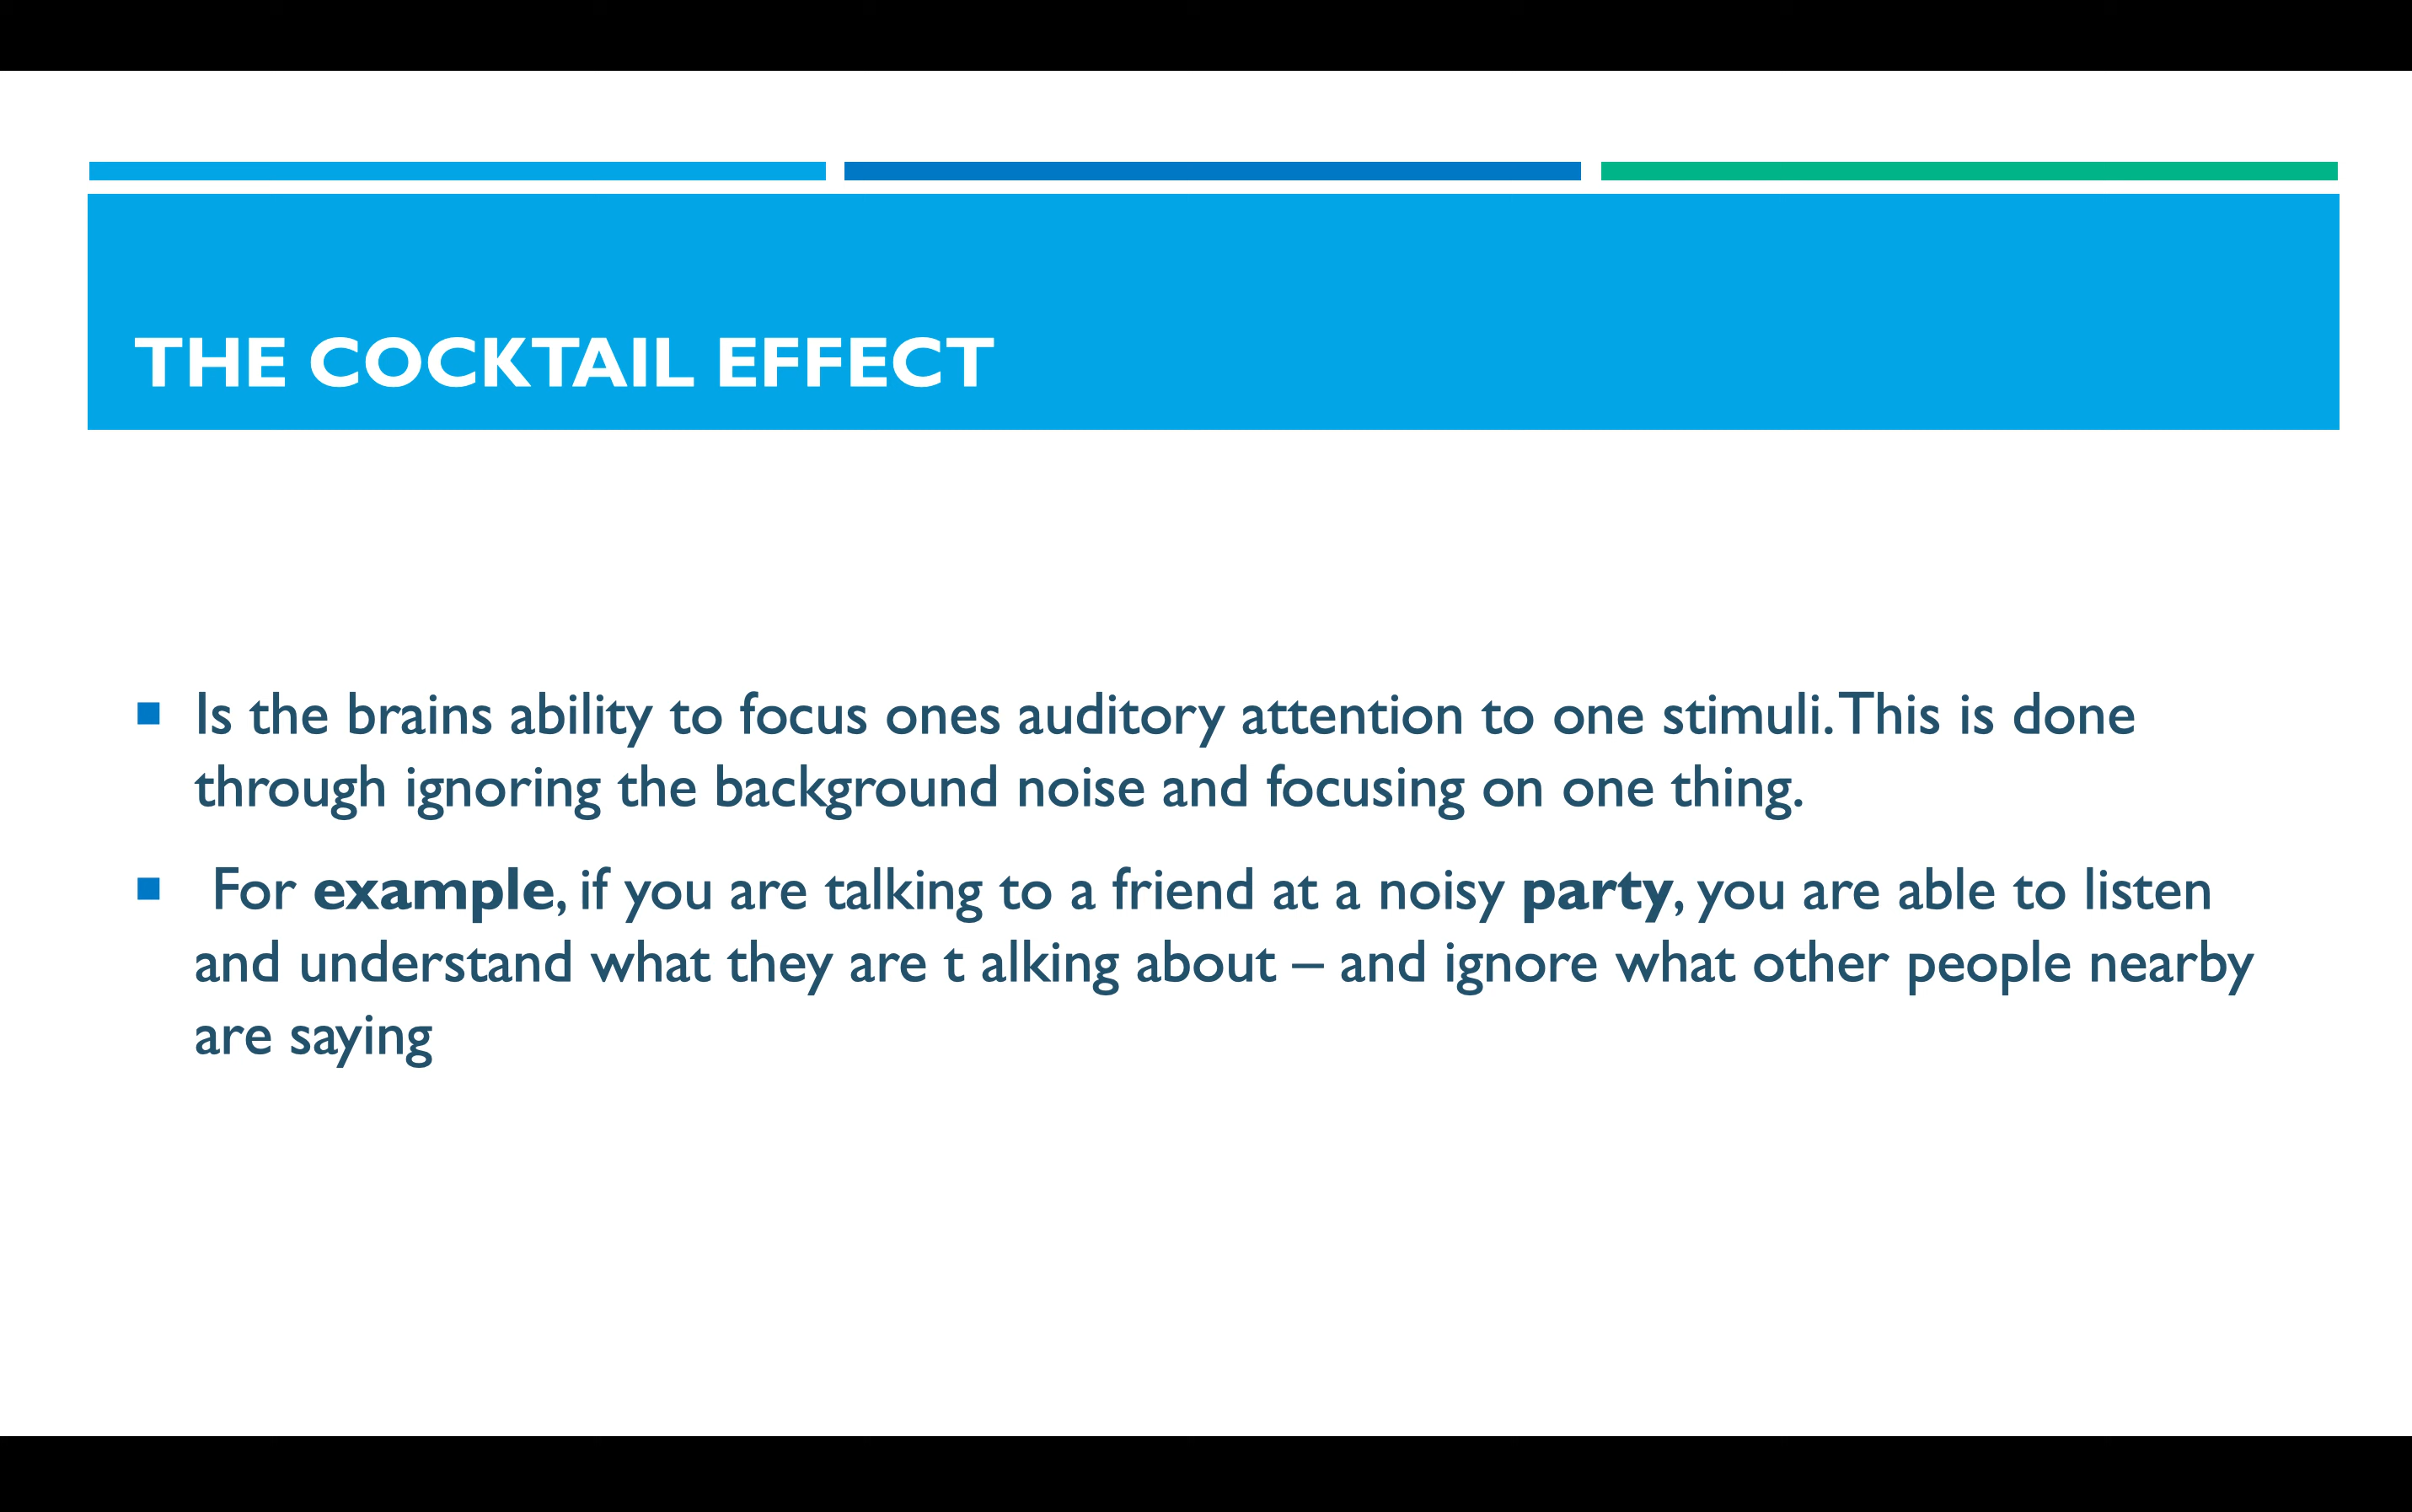 THE COCKTAIL EFFECT
Is the brains ability to focus ones auditory attention to one stimuli. This is done
through ignoring the background noise and focusing on one thing.
For example, if you are talking to a friend at a noisy party, you are able to listen
and understand what they are t alking about – and ignore what other people nearby
are saying